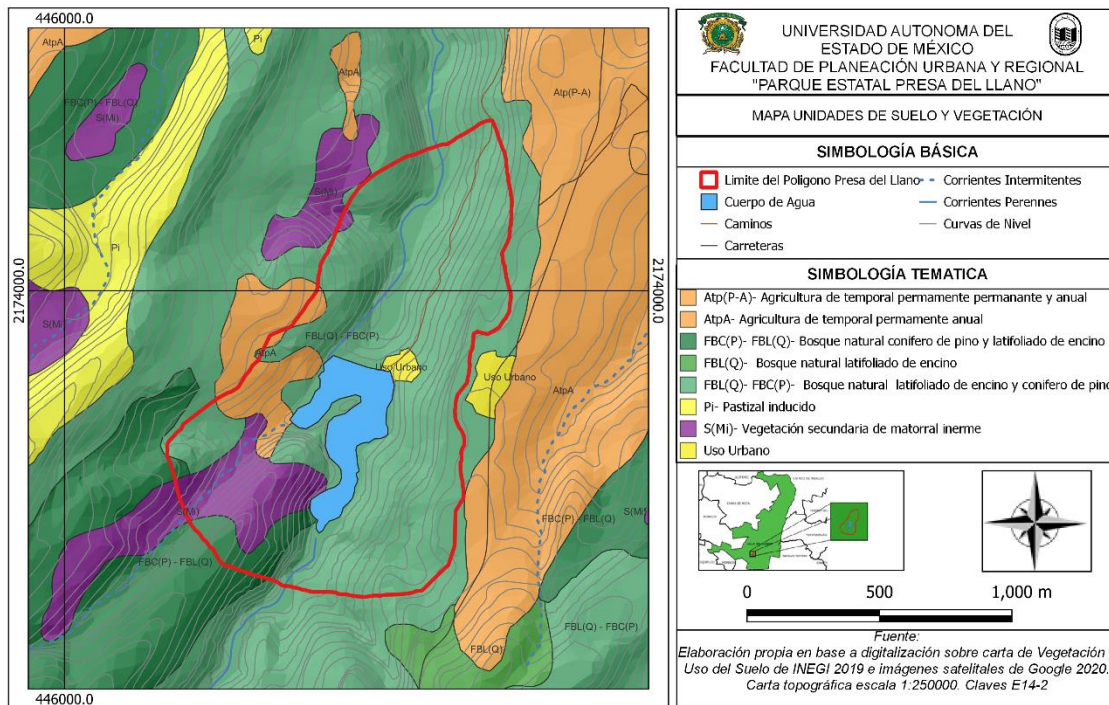 446000.0
AtpA
Pi
AtpA
Atp(P-A)
FBC(P) - FBL(Q)
S(Mi)
S(Mi)
Pi
2174000.0
2174000.0
S(Mi)
FBL(Q) - FBC(P)
AtpA
Uso Urbano
Uso Urbano
AtpA
S(Mi)
FBC(P) - FBL(Q)
S(Mi)
FBC(P) - FBL(Q)
FBL(Q) - FBC(P)
FBL(Q)
446000.0
UNIVERSIDAD AUTONOMA DEL
ESTADO DE MÉXICO
FACULTAD DE PLANEACIÓN URBANA Y REGIONAL
"PARQUE ESTATAL PRESA DEL LLANO"
MAPA UNIDADES DE SUELO Y VEGETACIÓN
SIMBOLOGÍA BÁSICA
Limite del Poligono Presa del Llano
Corrientes Intermitentes
Cuerpo de Agua
Corrientes Perennes
Caminos
Curvas de Nivel
Carreteras
SIMBOLOGÍA TEMATICA
Atp(P-A)- Agricultura de temporal permamente permanante y anual
AtpA- Agricultura de temporal permamente anual
FBC(P)- FBL(Q)- Bosque natural conifero de pino y latifoliado de encino
FBL(Q)- Bosque natural latifoliado de encino
FBL(Q)- FBC(P)- Bosque natural latifoliado de encino y conifero de pino
Pi- Pastizal inducido
S(Mi)- Vegetación secundaria de matorral inerme
Uso Urbano
0 500 1,000 m
Fuente:
Elaboración propia en base a digitalización sobre carta de Vegetación y
Uso del Suelo de INEGI 2019 e imágenes satelitales de Google 2020.
Carta topográfica escala 1:250000. Claves E14-2